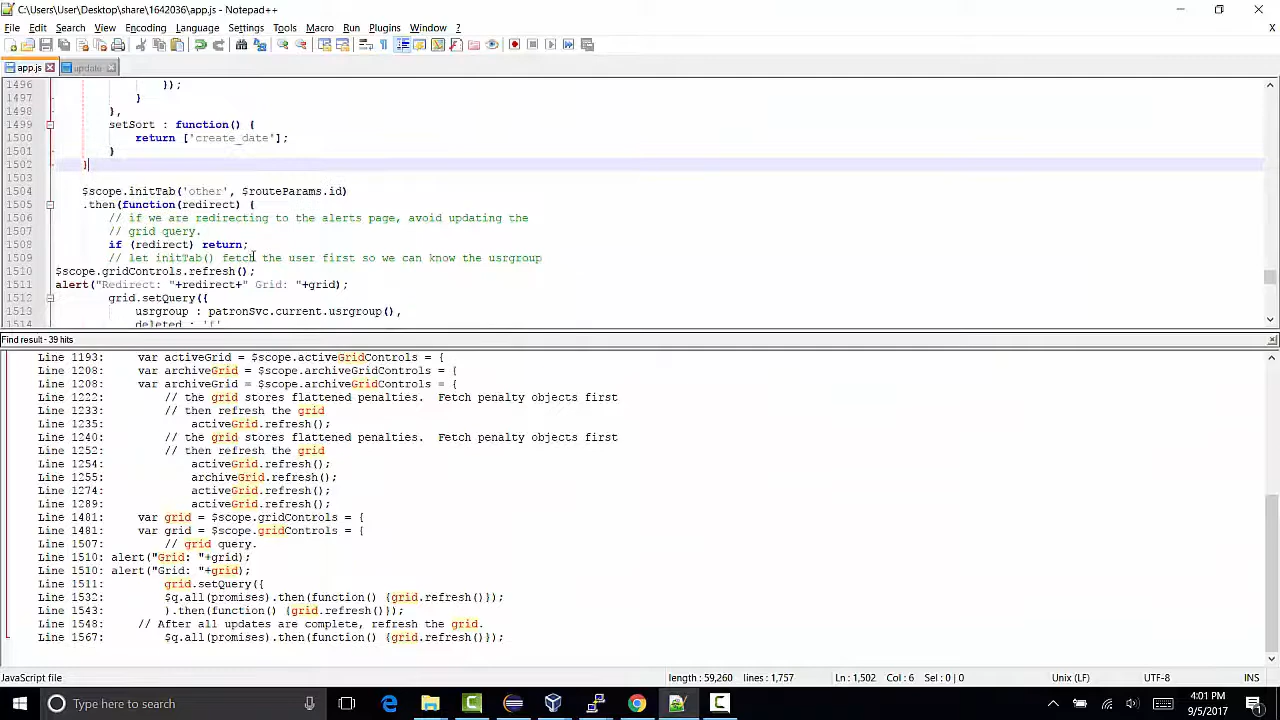 C:\Users\User\Desktop\share\1642036\app.js - Notepad++
File Edit Search View Encoding Language Settings Tools Macro Run Plugins Window ? X
app.js update
1496 });
1497 }
1498 },
1499 setSort : function() {
1500 return ['create_date'];
1501 }
1502 }
1503
1504 $scope.initTab('other', $routeParams.id)
1505 .then(function(redirect) {
1506 // if we are redirecting to the alerts page, avoid updating the
1507 // grid query.
1508 if (redirect) return;
1509 // let initTab() fetch the user first so we can know the usrgroup
1510 $scope.gridControls.refresh();
1511 alert("Redirect: "+redirect+" Grid: "+grid);
1512 grid.setQuery({
1513 usrgroup : patronSvc.current.usrgroup(),
1514 deleted : 'f'
Find result - 39 hits
Line 1193: var activeGrid = $scope.activeGridControls = {
Line 1208: var archiveGrid = $scope.archiveGridControls = {
Line 1208: var archiveGrid = $scope.archiveGridControls = {
Line 1222: // the grid stores flattened penalties. Fetch penalty objects first
Line 1233: // then refresh the grid
Line 1235: activeGrid.refresh();
Line 1240: // the grid stores flattened penalties. Fetch penalty objects first
Line 1252: // then refresh the grid
Line 1254: activeGrid.refresh();
Line 1255: archiveGrid.refresh();
Line 1274: activeGrid.refresh();
Line 1289: activeGrid.refresh();
Line 1481: var grid = $scope.gridControls = {
Line 1481: var grid = $scope.gridControls = {
Line 1507: // grid query.
Line 1510: alert("Grid: "+grid);
Line 1510: alert("Grid: "+grid);
Line 1511: grid.setQuery({
Line 1532: $q.all(promises).then(function() {grid.refresh()});
Line 1543: ).then(function() {grid.refresh()});
Line 1548: // After all updates are complete, refresh the grid.
Line 1567: $q.all(promises).then(function() {grid.refresh()});
JavaScript file length : 59,260 lines : 1,757 Ln : 1,502 Col : 6 Sel : 0 | 0 Unix (LF) UTF-8 INS
Type here to search
4:01 PM
9/5/2017